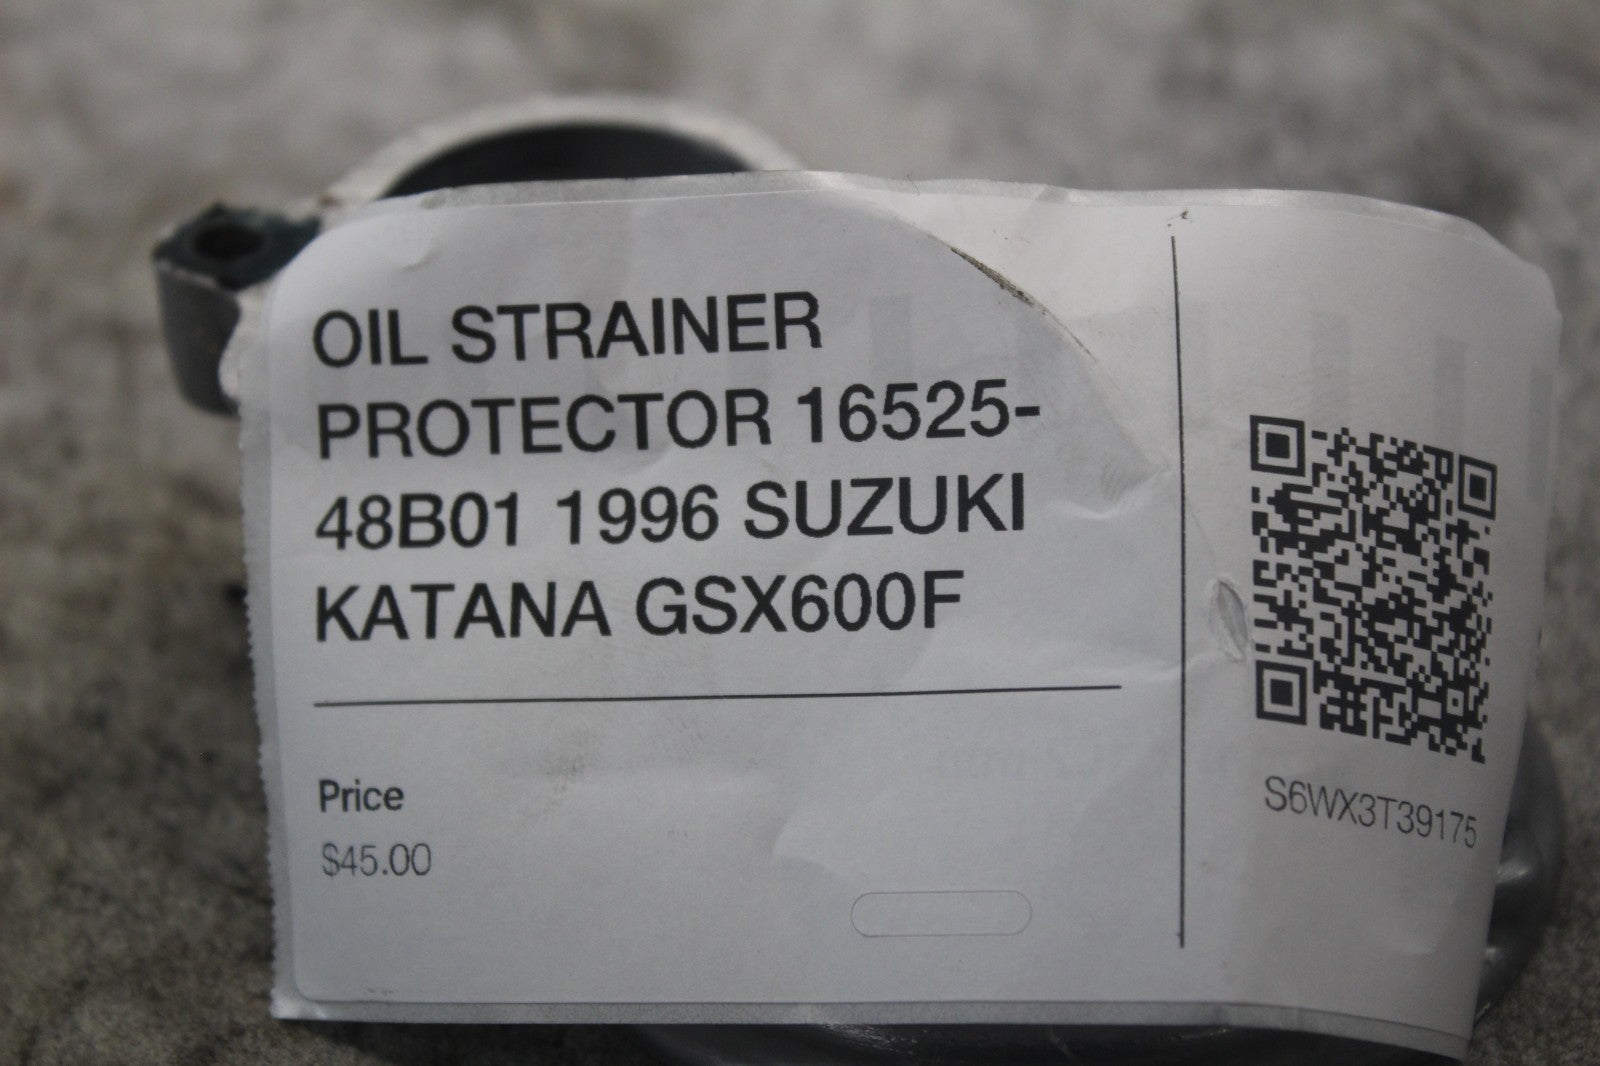 OIL STRAINER
PROTECTOR 16525-
48B01 1996 SUZUKI
KATANA GSX600F
Price
$45.00
S6WX3T39175